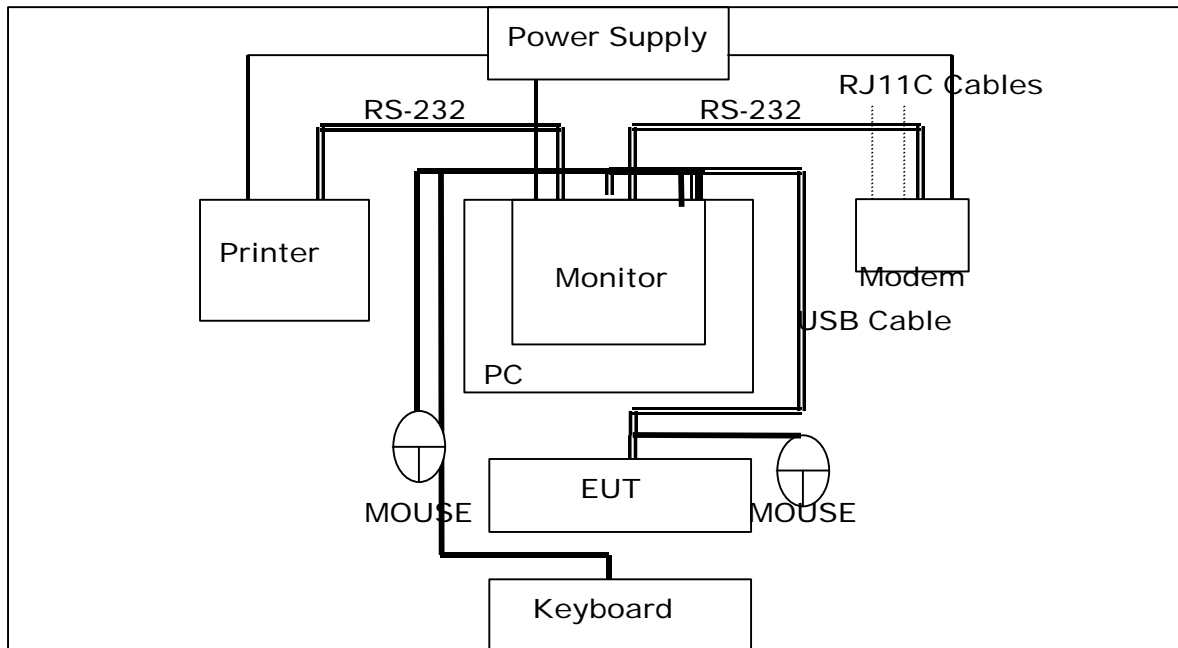 Power Supply
RJ11C Cables
RS-232
RS-232
Printer
Monitor
Modem
USB Cable
PC
EUT
MOUSE
MOUSE
Keyboard